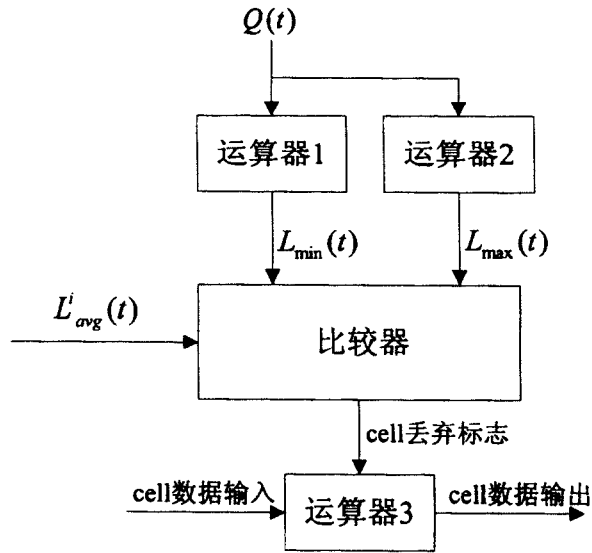 Q(t)
运算器1
运算器2
L_min(t)
L_max(t)
L^i_avg(t)
比较器
cell丢弃标志
cell数据输入
运算器3
cell数据输出